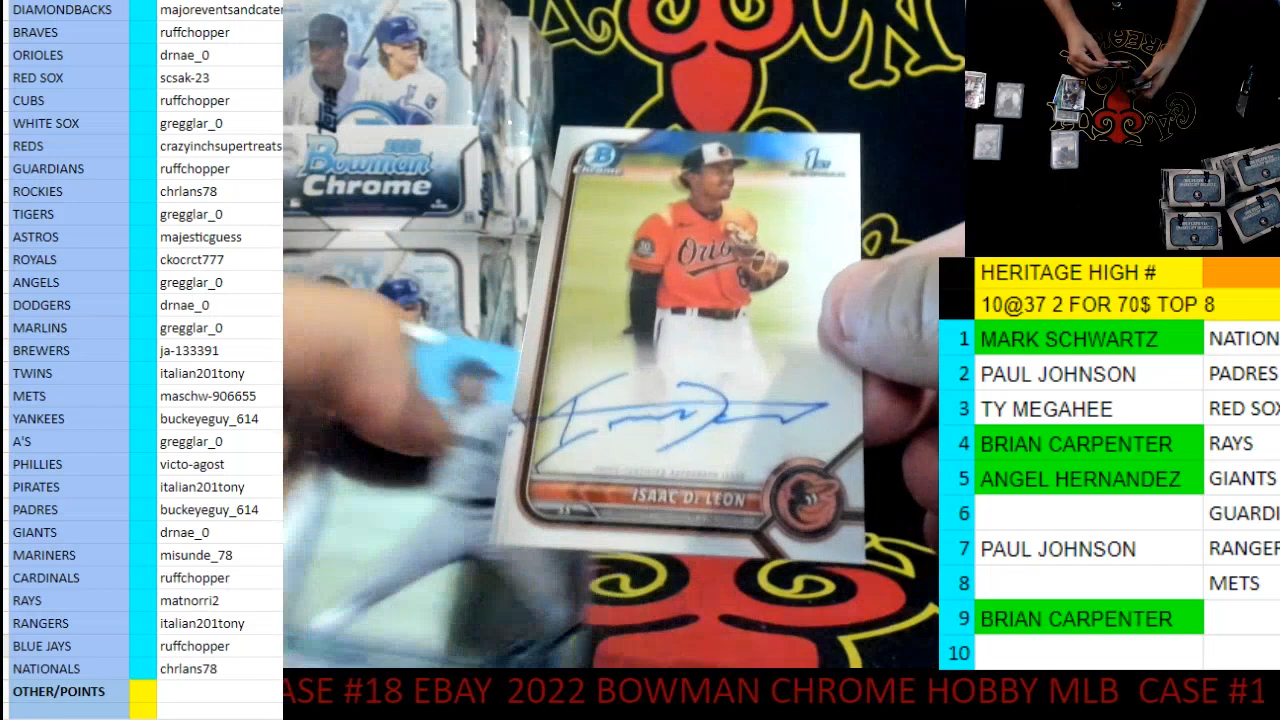 DIAMONDBACKS majoreventsandcater
BRAVES ruffchopper
ORIOLES drnae_0
RED SOX scsak-23
CUBS ruffchopper
WHITE SOX gregglar_0
REDS crazyinchsupertreats
GUARDIANS ruffchopper
ROCKIES chrlans78
TIGERS gregglar_0
ASTROS majesticguess
ROYALS ckocrct777
ANGELS gregglar_0
DODGERS drnae_0
MARLINS gregglar_0
BREWERS ja-133391
TWINS italian201tony
METS maschw-906655
YANKEES buckeyeguy_614
A'S gregglar_0
PHILLIES victo-agost
PIRATES italian201tony
PADRES buckeyeguy_614
GIANTS drnae_0
MARINERS misunde_78
CARDINALS ruffchopper
RAYS matnorri2
RANGERS italian201tony
BLUE JAYS ruffchopper
NATIONALS chrlans78
OTHER/POINTS
TOPPS
2022
Bowman
Chrome
B
Chrome
1ST
Orio
ISAAC DE LEON
HERITAGE HIGH #
10@37 2 FOR 70$ TOP 8
1 MARK SCHWARTZ NATION
2 PAUL JOHNSON PADRES
3 TY MEGAHEE RED SOX
4 BRIAN CARPENTER RAYS
5 ANGEL HERNANDEZ GIANTS
6 GUARDI
7 PAUL JOHNSON RANGER
8 METS
9 BRIAN CARPENTER
10
ASE #18 EBAY 2022 BOWMAN CHROME HOBBY MLB CASE #1